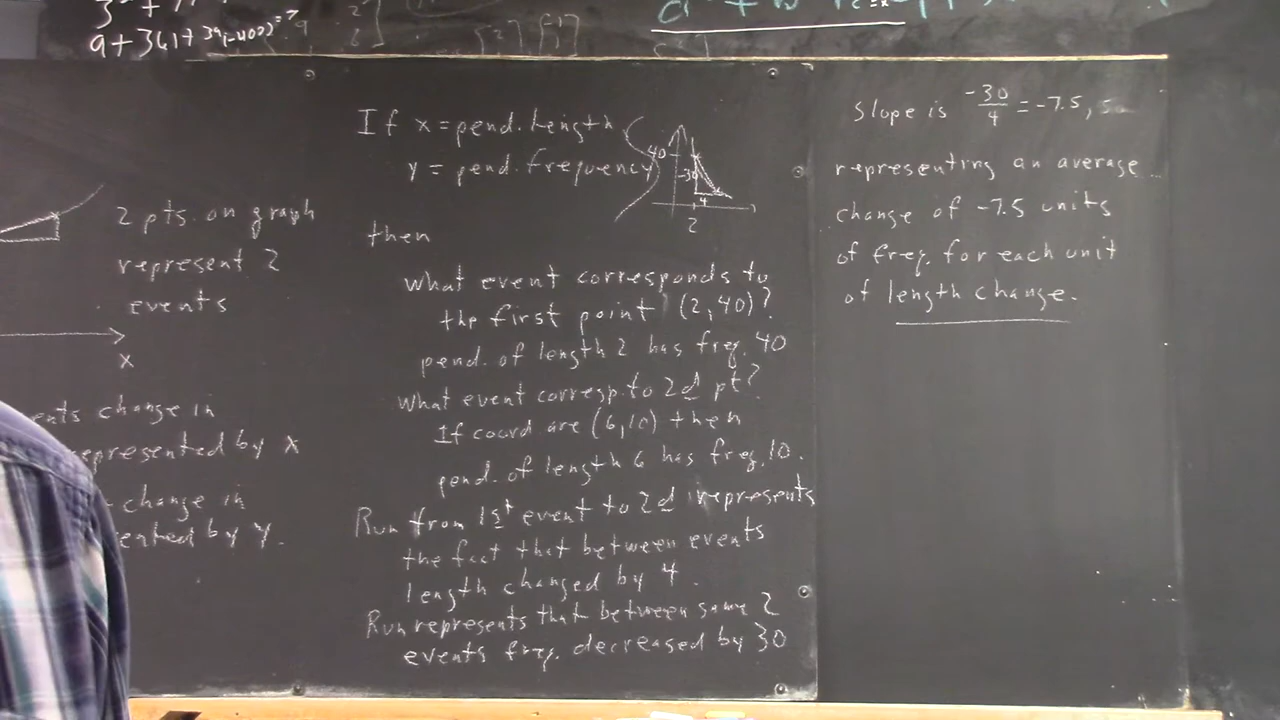 9+361+
2 pts. on graph
represent 2
events
x
ents change in
epresented by x
change in
ented by y.
If x = pend. length
y = pend. frequency
40
-30
4
2
then
What event corresponds to
the first point (2,40)?
pend. of length 2 has freq. 40
What event corresp. to 2d pt?
If coord are (6,10) then
pend. of length 6 has freq. 10.
Run from 1st event to 2d represents
the fact that between events
length changed by 4.
Run represents that between same 2
events freq. decreased by 30
Slope is -30/4 = -7.5,
representing an average
change of -7.5 units
of freq. for each unit
of length change.